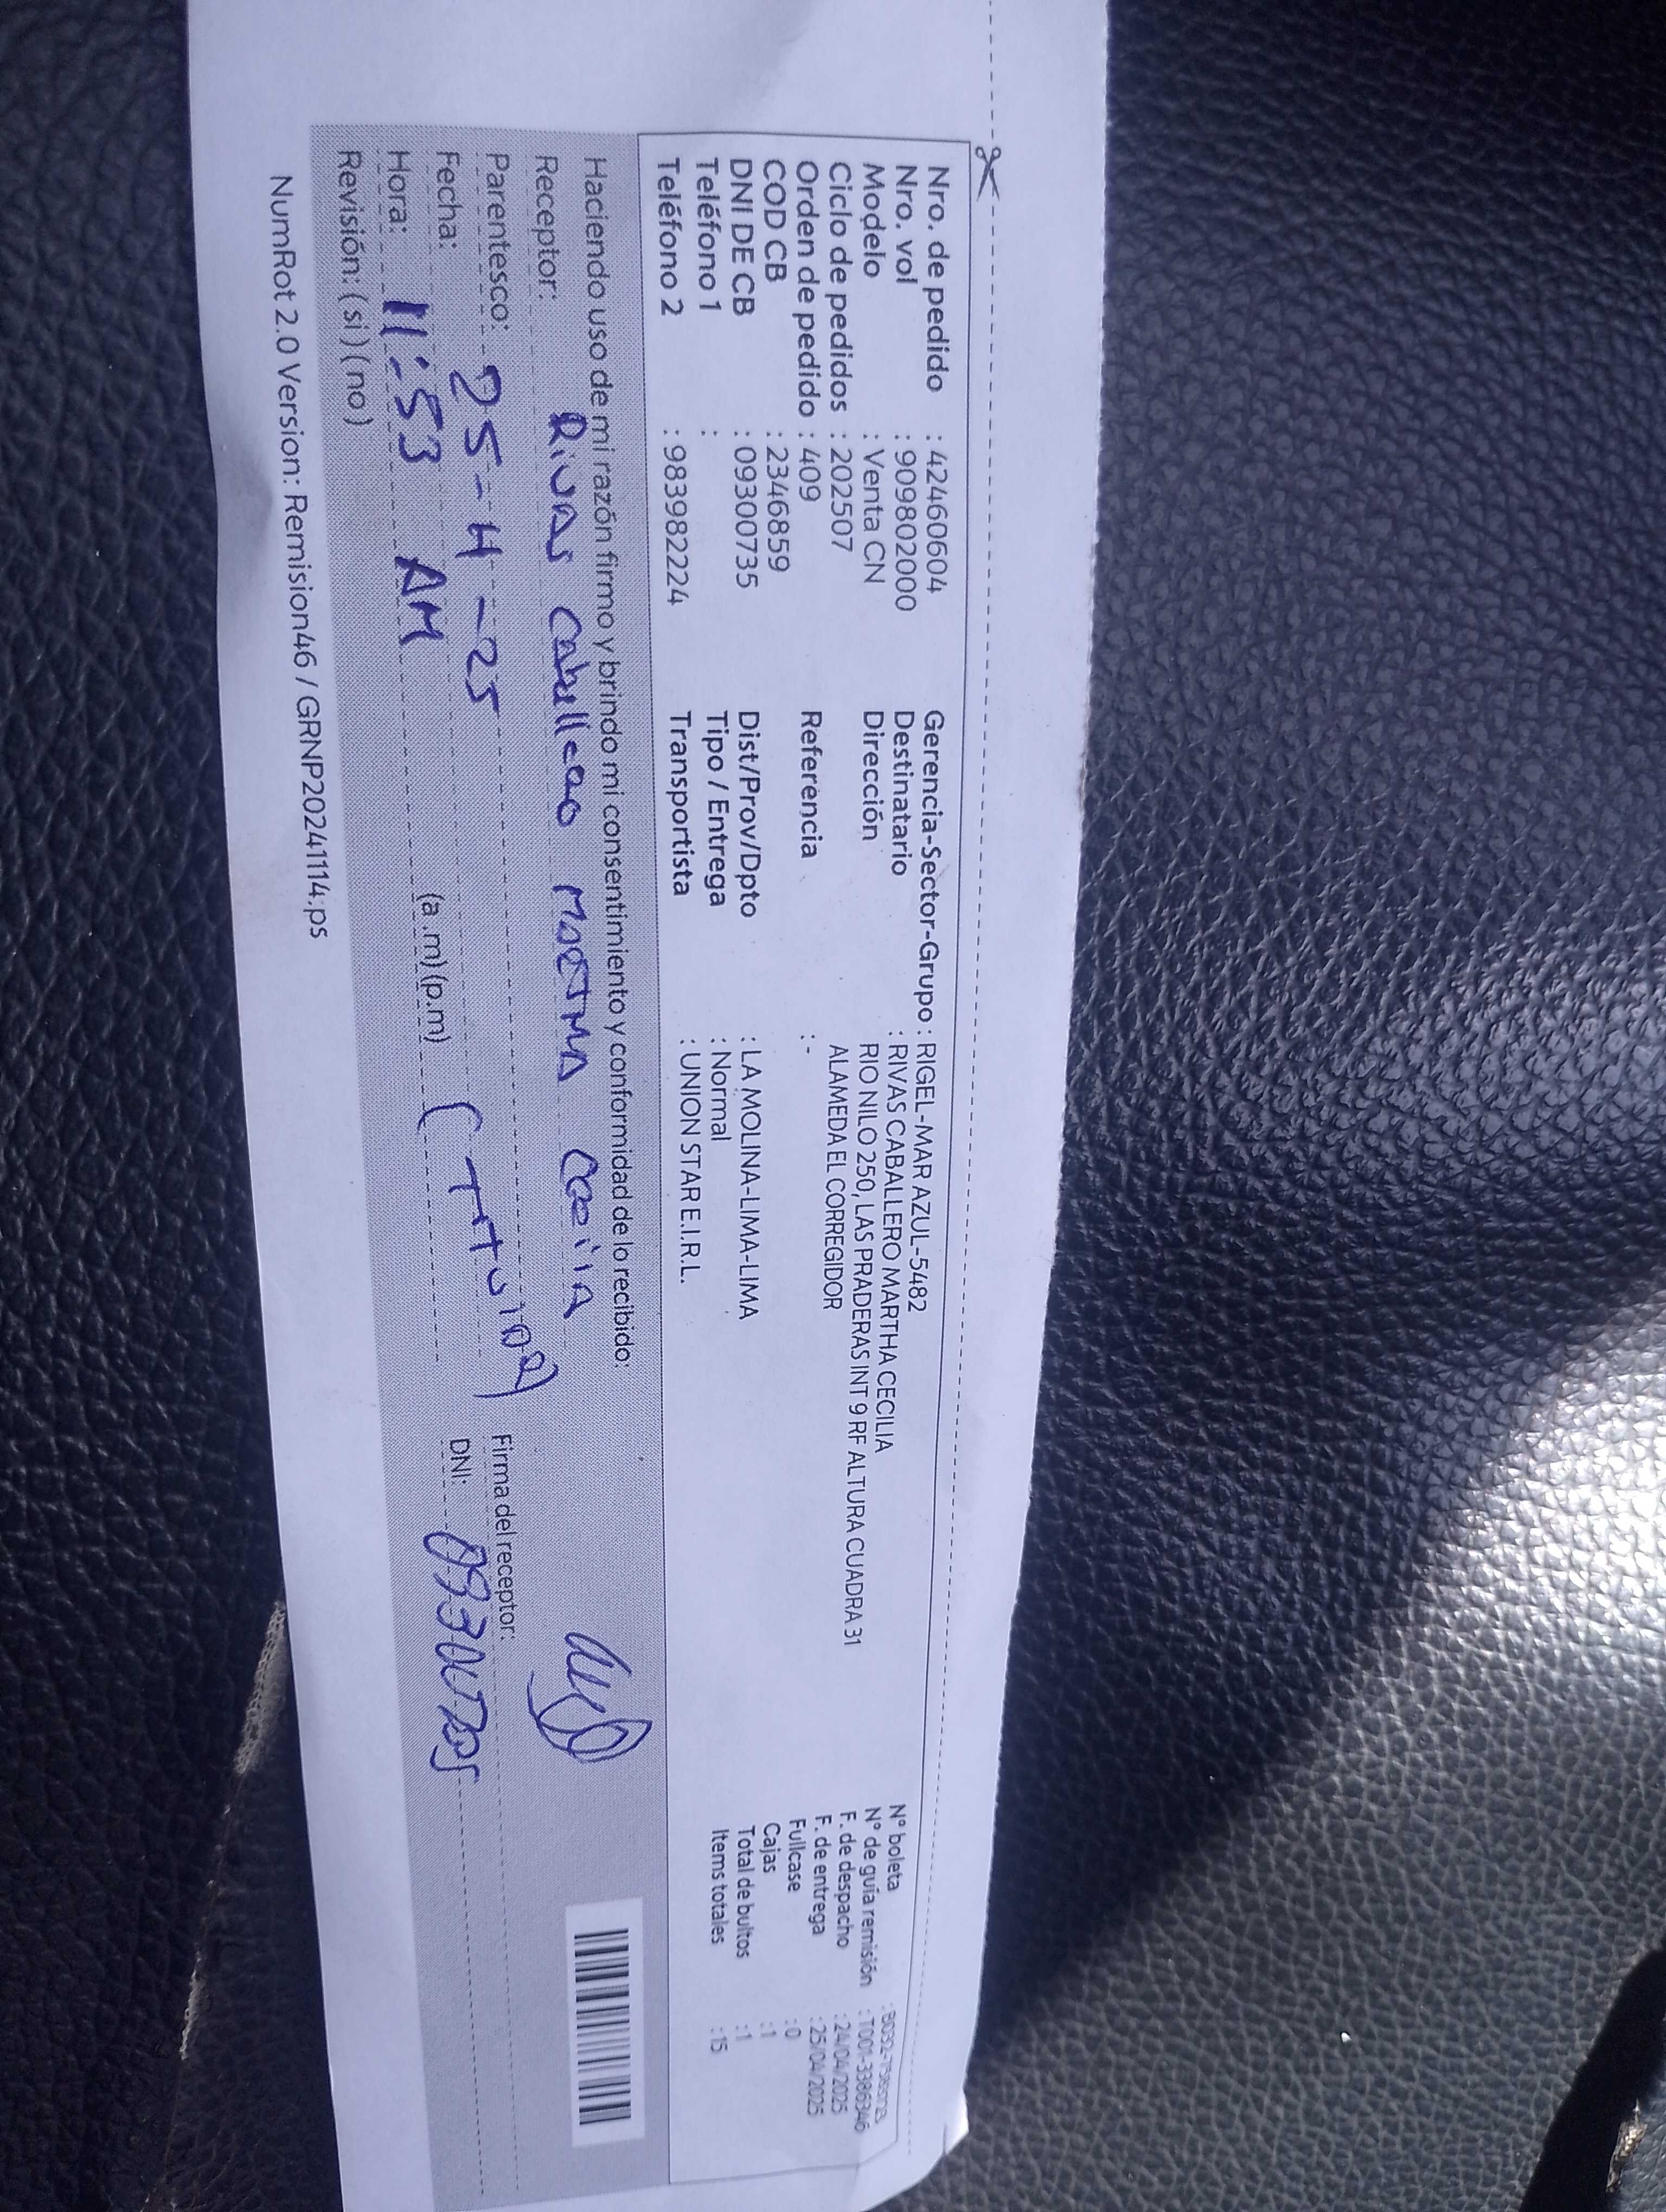 Nro. de pedido : 42460604
Nro. vol : 909802000
Modelo : Venta CN
Ciclo de pedidos : 202507
Orden de pedido : 409
COD CB : 2346859
DNI DE CB : 09300735
Teléfono 1 :
Teléfono 2 : 983982224
Gerencia-Sector-Grupo : RIGEL-MAR AZUL-5482
Destinatario : RIVAS CABALLERO MARTHA CECILIA
Dirección RIO NILO 250, LAS PRADERAS INT 9 RF ALTURA CUADRA 31
ALAMEDA EL CORREGIDOR
Referencia : -
Dist/Prov/Dpto : LA MOLINA-LIMA-LIMA
Tipo / Entrega : Normal
Transportista : UNION STAR E.I.R.L.
N° boleta
N° de guía remisión : T001-3386346
F. de despacho : 24/04/2025
F. de entrega : 25/04/2025
Fullcase : 0
Cajas : 1
Total de bultos : 1
Items totales : 15
Haciendo uso de mi razón firmo y brindo mi consentimiento y conformidad de lo recibido:
Receptor: Rivas Caballero Martha Cecilia
Parentesco: (Titular)
Fecha: 25-4-25
Hora: 11:53 AM (a.m) (p.m)
Revisión: (si) (no)
Firma del receptor:
DNI: 09300735
NumRot 2.0 Version: Remision46 / GRNP20241114.ps